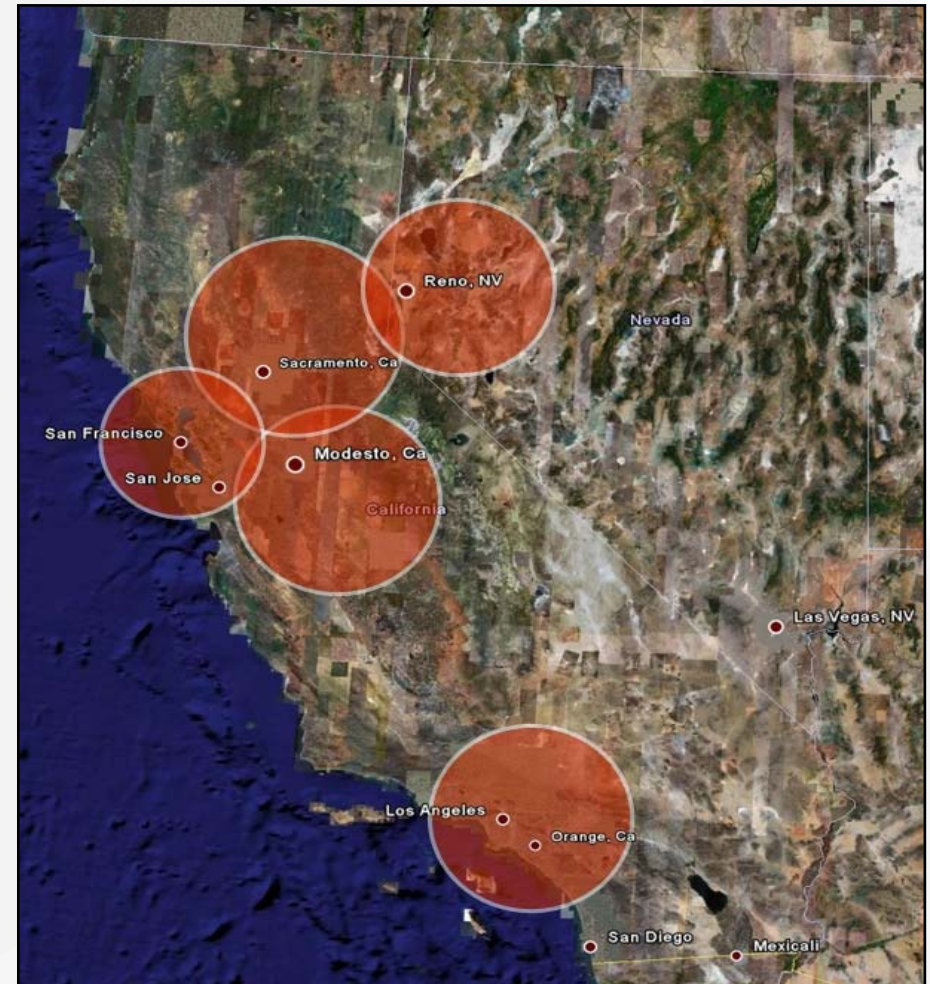 Reno, NV
Nevada
Sacramento, Ca
San Francisco
Modesto, Ca
San Jose
California
Las Vegas, NV
Los Angeles
Orange, Ca
San Diego
Mexicali